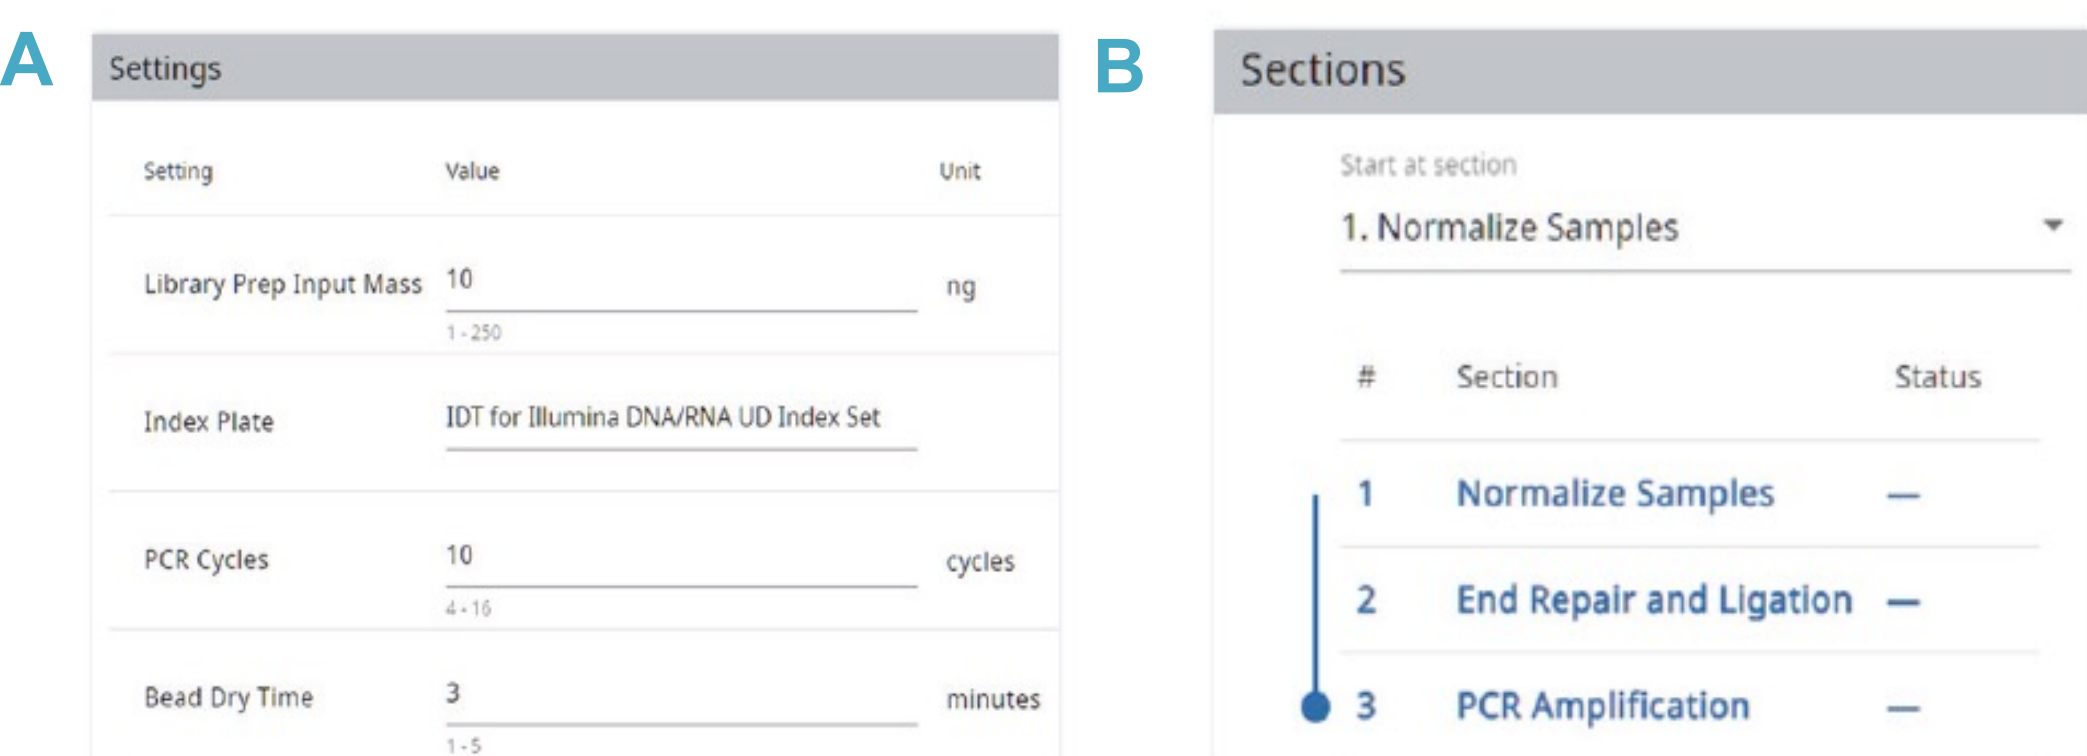 A
Settings
Setting Value Unit
Library Prep Input Mass 10 ng
1 - 250
Index Plate IDT for Illumina DNA/RNA UD Index Set
PCR Cycles 10 cycles
4 - 16
Bead Dry Time 3 minutes
1 - 5
B
Sections
Start at section
1. Normalize Samples
# Section Status
1 Normalize Samples —
2 End Repair and Ligation —
3 PCR Amplification —